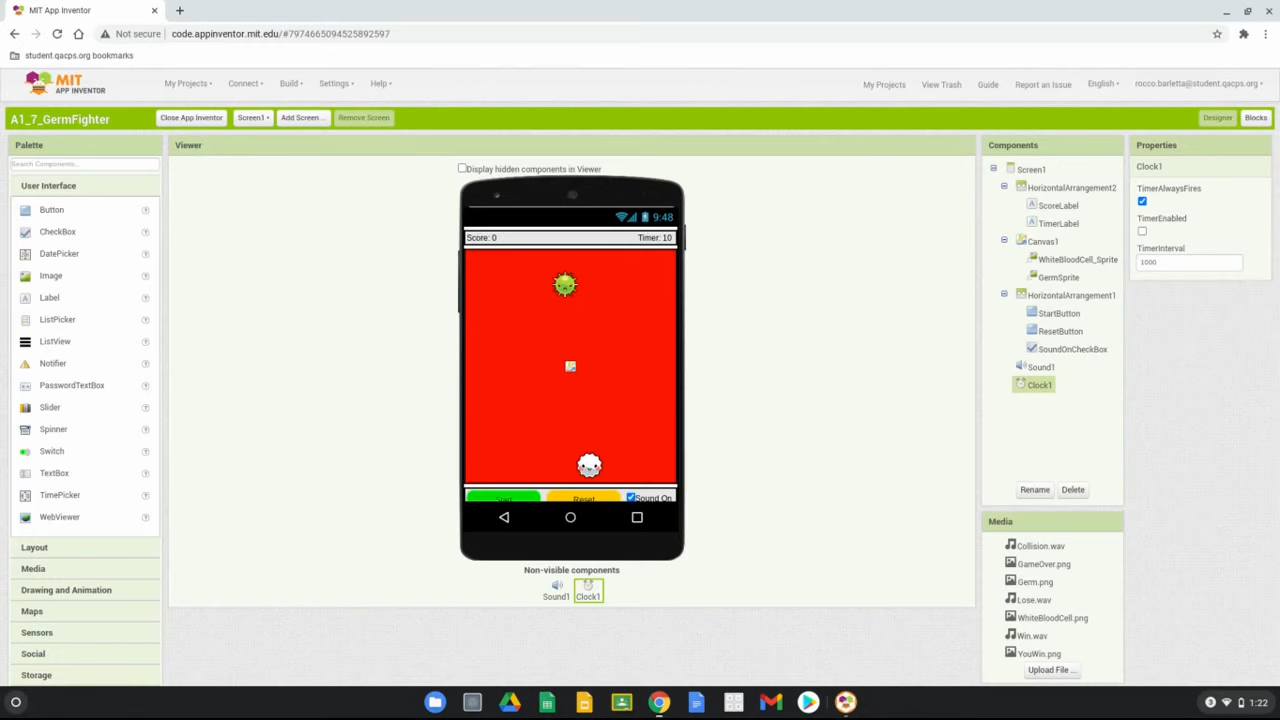 MIT App Inventor
Not secure
code.appinventor.mit.edu/#7974665094525892597
student.qacps.org bookmarks
MIT
APP INVENTOR
My Projects
Connect
Build
Settings
Help
My Projects
View Trash
Guide
Report an Issue
English
rocco.barletta@student.qacps.org
A1_7_GermFighter
Close App Inventor
Screen1
Add Screen ...
Remove Screen
Designer
Blocks
Palette
Search Components...
User Interface
Button
CheckBox
DatePicker
Image
Label
ListPicker
ListView
Notifier
PasswordTextBox
Slider
Spinner
Switch
TextBox
TimePicker
WebViewer
Layout
Media
Drawing and Animation
Maps
Sensors
Social
Storage
Viewer
Display hidden components in Viewer
9:48
Score: 0
Timer: 10
Start
Reset
Sound On
Non-visible components
Sound1
Clock1
Components
Screen1
HorizontalArrangement2
ScoreLabel
TimerLabel
Canvas1
WhiteBloodCell_Sprite
GermSprite
HorizontalArrangement1
StartButton
ResetButton
SoundOnCheckBox
Sound1
Clock1
Rename
Delete
Media
Collision.wav
GameOver.png
Germ.png
Lose.wav
WhiteBloodCell.png
Win.wav
YouWin.png
Upload File ...
Properties
Clock1
TimerAlwaysFires
TimerEnabled
TimerInterval
1000
3
1:22